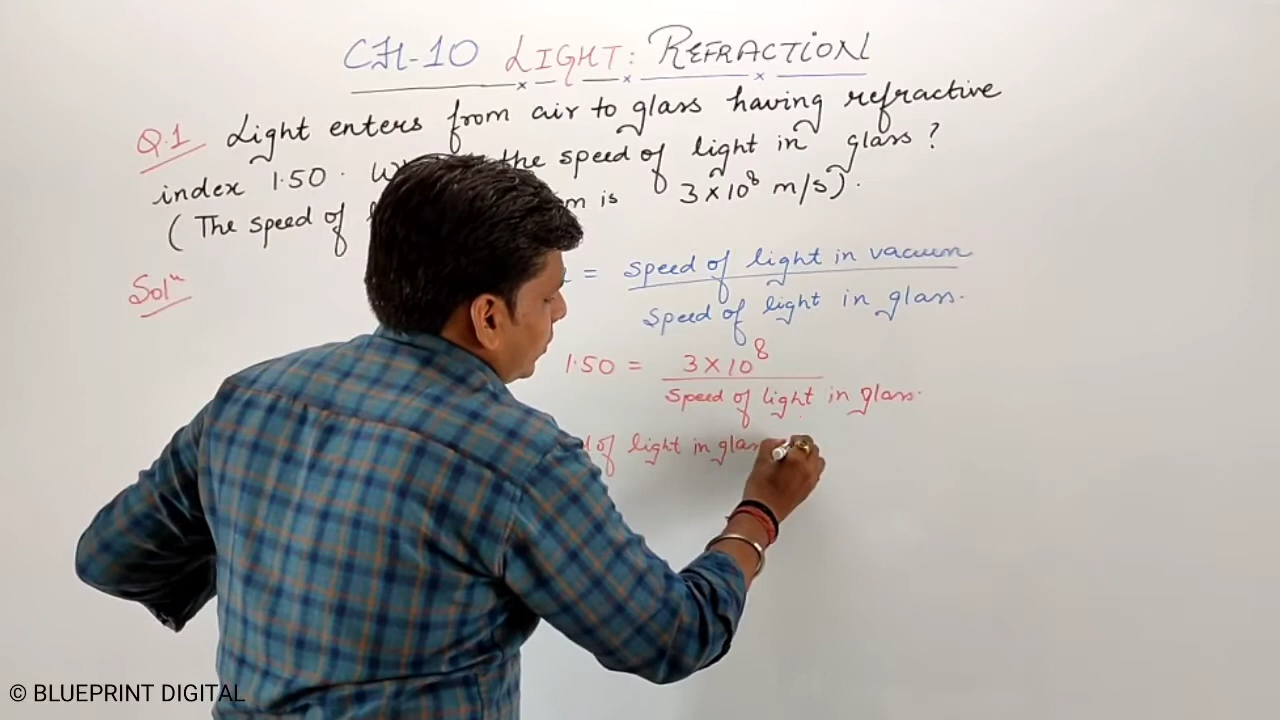 CH-10 LIGHT: REFRACTION
Q.1 Light enters from air to glass having refractive
index 1.50. the speed of light in glass?
(The speed of is 3×10⁸ m/s).
Solⁿ = speed of light in vacuum
speed of light in glass.
1.50 = 3×10⁸
speed of light in glass.
of light in glass
© BLUEPRINT DIGITAL